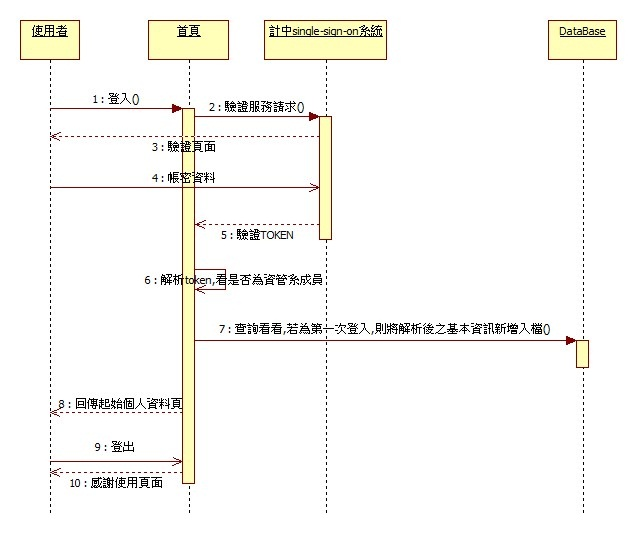 使用者
首頁
計中single-sign-on系統
DataBase
1 : 登入()
2 : 驗證服務請求()
3 : 驗證頁面
4 : 帳密資料
5 : 驗證TOKEN
6 : 解析token,看是否為資管系成員
7 : 查詢看看,若為第一次登入,則將解析後之基本資訊新增入檔()
8 : 回傳起始個人資料頁
9 : 登出
10 : 感謝使用頁面